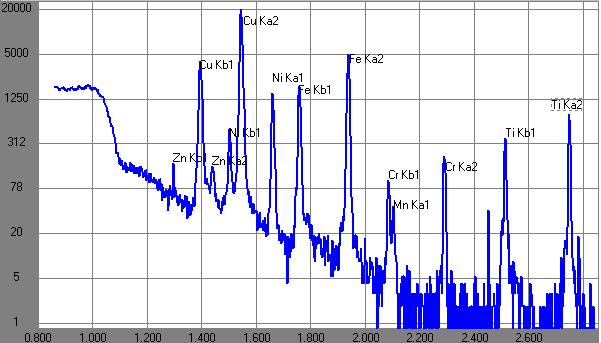 20000
Cu Ka2
5000
Cu Kb1
Fe Ka2
Ni Ka1
Fe Kb1
1250
Ti Ka2
312
Ni Kb1
Ti Kb1
Zn Kb1
Zn Ka2
Cr Ka2
Cr Kb1
78
Mn Ka1
20
5
1
0.800 1.000 1.200 1.400 1.600 1.800 2.000 2.200 2.400 2.600